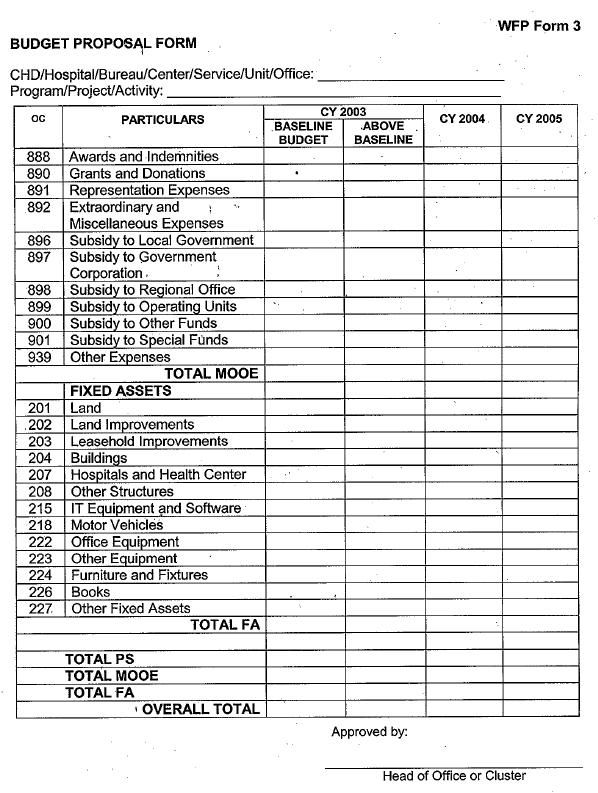 WFP Form 3
BUDGET PROPOSAL FORM
CHD/Hospital/Bureau/Center/Service/Unit/Office:
Program/Project/Activity:
OC PARTICULARS CY 2003 CY 2004 CY 2005
BASELINE BUDGET ABOVE BASELINE
888 Awards and Indemnities
890 Grants and Donations
891 Representation Expenses
892 Extraordinary and
Miscellaneous Expenses
896 Subsidy to Local Government
897 Subsidy to Government
Corporation
898 Subsidy to Regional Office
899 Subsidy to Operating Units
900 Subsidy to Other Funds
901 Subsidy to Special Funds
939 Other Expenses
TOTAL MOOE
FIXED ASSETS
201 Land
202 Land Improvements
203 Leasehold Improvements
204 Buildings
207 Hospitals and Health Center
208 Other Structures
215 IT Equipment and Software
218 Motor Vehicles
222 Office Equipment
223 Other Equipment
224 Furniture and Fixtures
226 Books
227 Other Fixed Assets
TOTAL FA
TOTAL PS
TOTAL MOOE
TOTAL FA
OVERALL TOTAL
Approved by:
Head of Office or Cluster